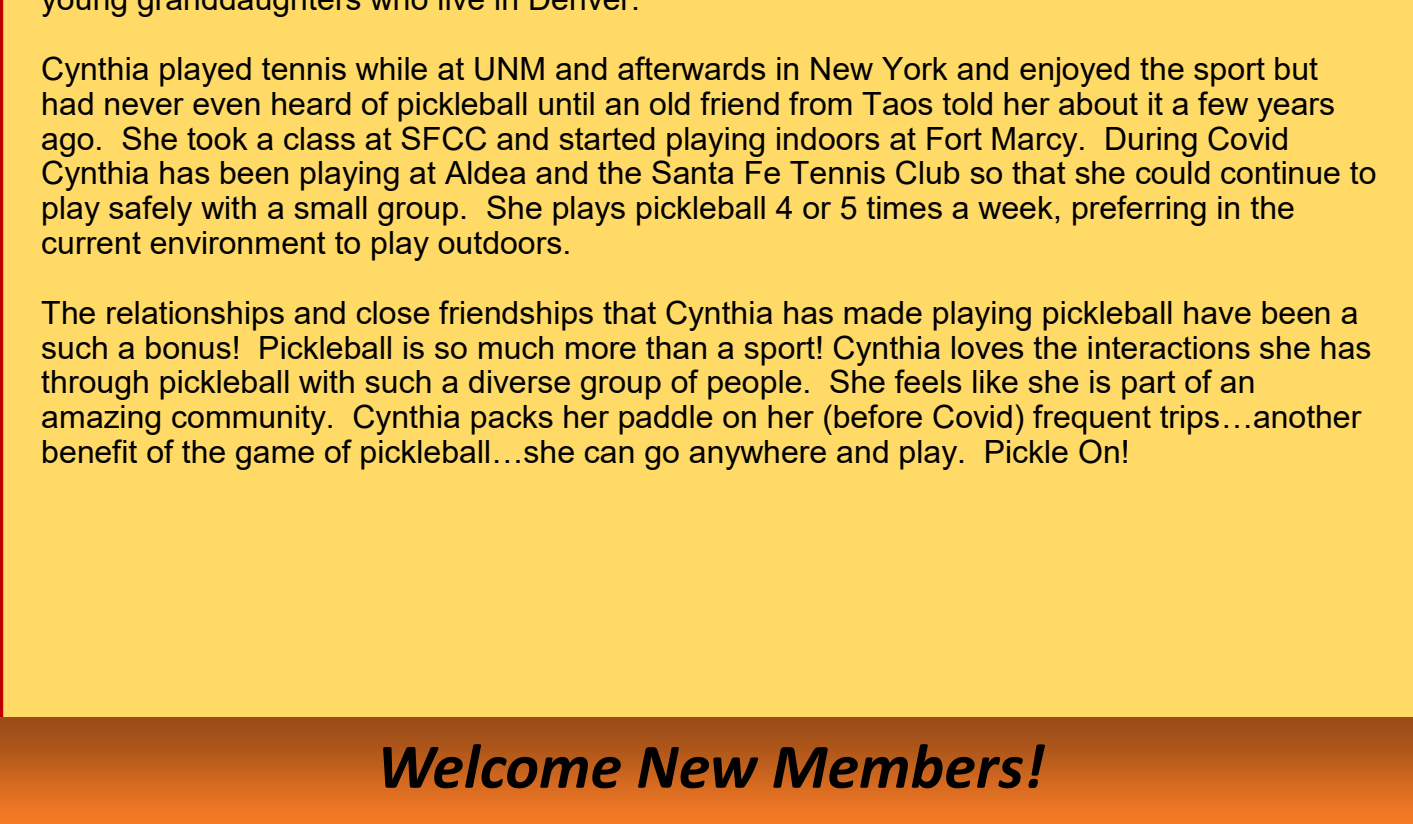 young granddaughters who live in Denver.
Cynthia played tennis while at UNM and afterwards in New York and enjoyed the sport but
had never even heard of pickleball until an old friend from Taos told her about it a few years
ago.  She took a class at SFCC and started playing indoors at Fort Marcy.  During Covid
Cynthia has been playing at Aldea and the Santa Fe Tennis Club so that she could continue to
play safely with a small group.  She plays pickleball 4 or 5 times a week, preferring in the
current environment to play outdoors.
The relationships and close friendships that Cynthia has made playing pickleball have been a
such a bonus!  Pickleball is so much more than a sport! Cynthia loves the interactions she has
through pickleball with such a diverse group of people.  She feels like she is part of an
amazing community.  Cynthia packs her paddle on her (before Covid) frequent trips…another
benefit of the game of pickleball…she can go anywhere and play.  Pickle On!
Welcome New Members!